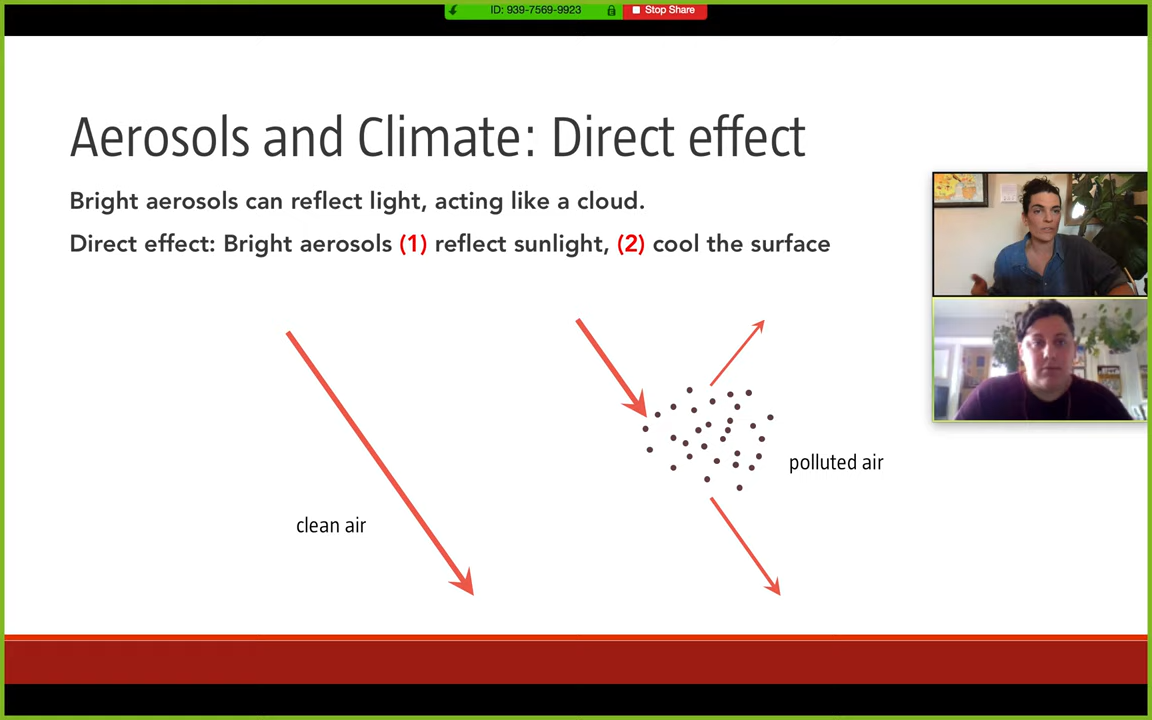 ID: 939-7569-9923
Stop Share
Aerosols and Climate: Direct effect
Bright aerosols can reflect light, acting like a cloud.
Direct effect: Bright aerosols (1) reflect sunlight, (2) cool the surface
polluted air
clean air